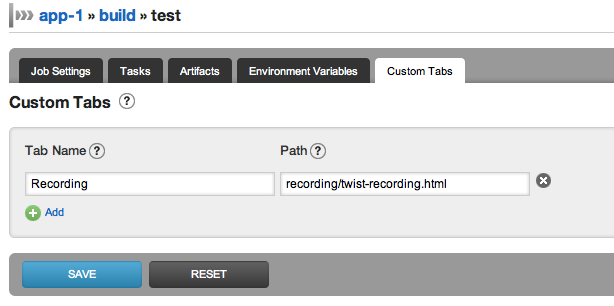 app-1 » build » test
Job Settings Tasks Artifacts Environment Variables Custom Tabs
Custom Tabs ?
Tab Name ? Path ?
Recording recording/twist-recording.html
Add
SAVE RESET